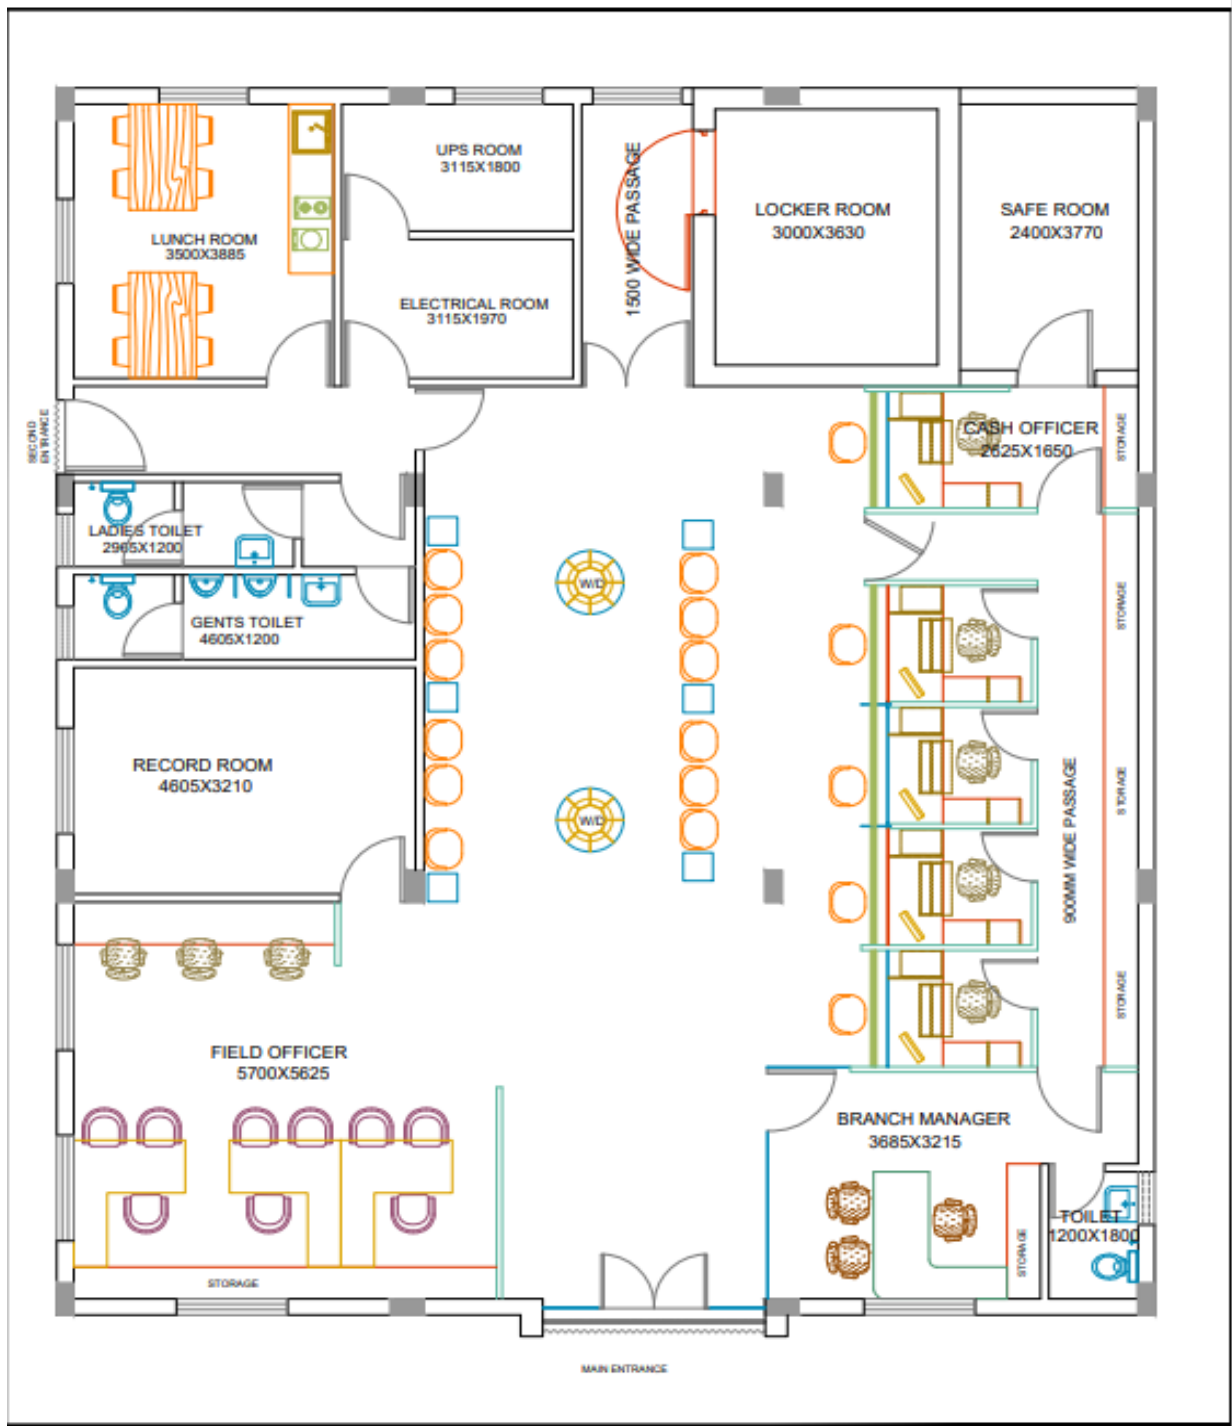 UPS ROOM
3115X1800
1500 WIDE PASSAGE
LOCKER ROOM
3000X3630
SAFE ROOM
2400X3770
LUNCH ROOM
3500X3885
ELECTRICAL ROOM
3115X1970
SECOND
ENTRANCE
CASH OFFICER
2625X1650
STORAGE
LADIES TOILET
2965X1200
W/D
GENTS TOILET
4605X1200
STORAGE
RECORD ROOM
4605X3210
W/D
STORAGE
900MM WIDE PASSAGE
STORAGE
FIELD OFFICER
5700X5625
BRANCH MANAGER
3685X3215
TOILET
1200X1800
STORAGE
STORAGE
MAIN ENTRANCE